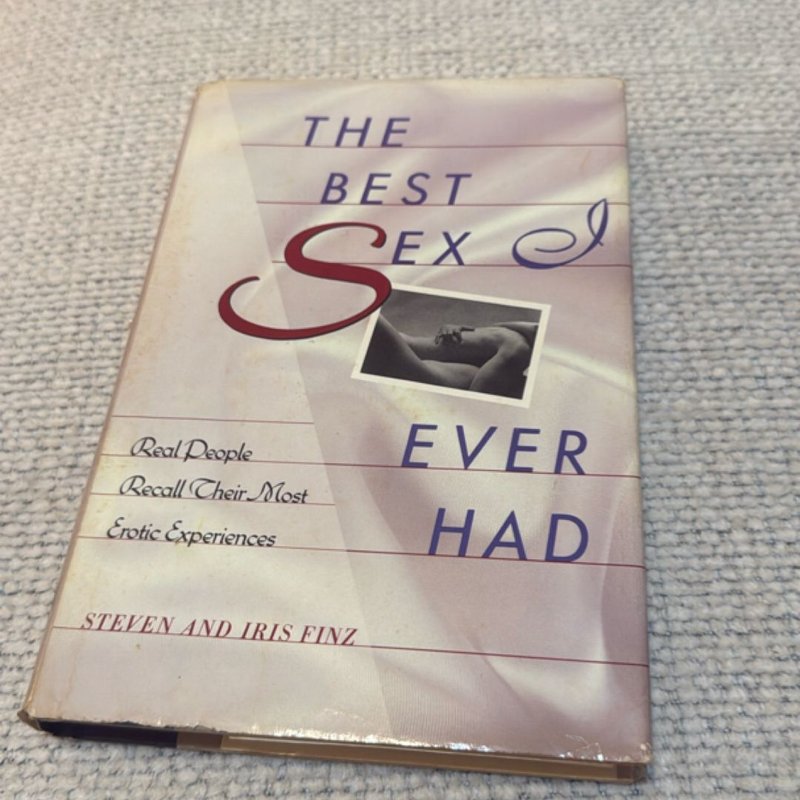 THE
BEST
SEX I
EVER
HAD
Real People
Recall Their Most
Erotic Experiences
STEVEN AND IRIS FINZ